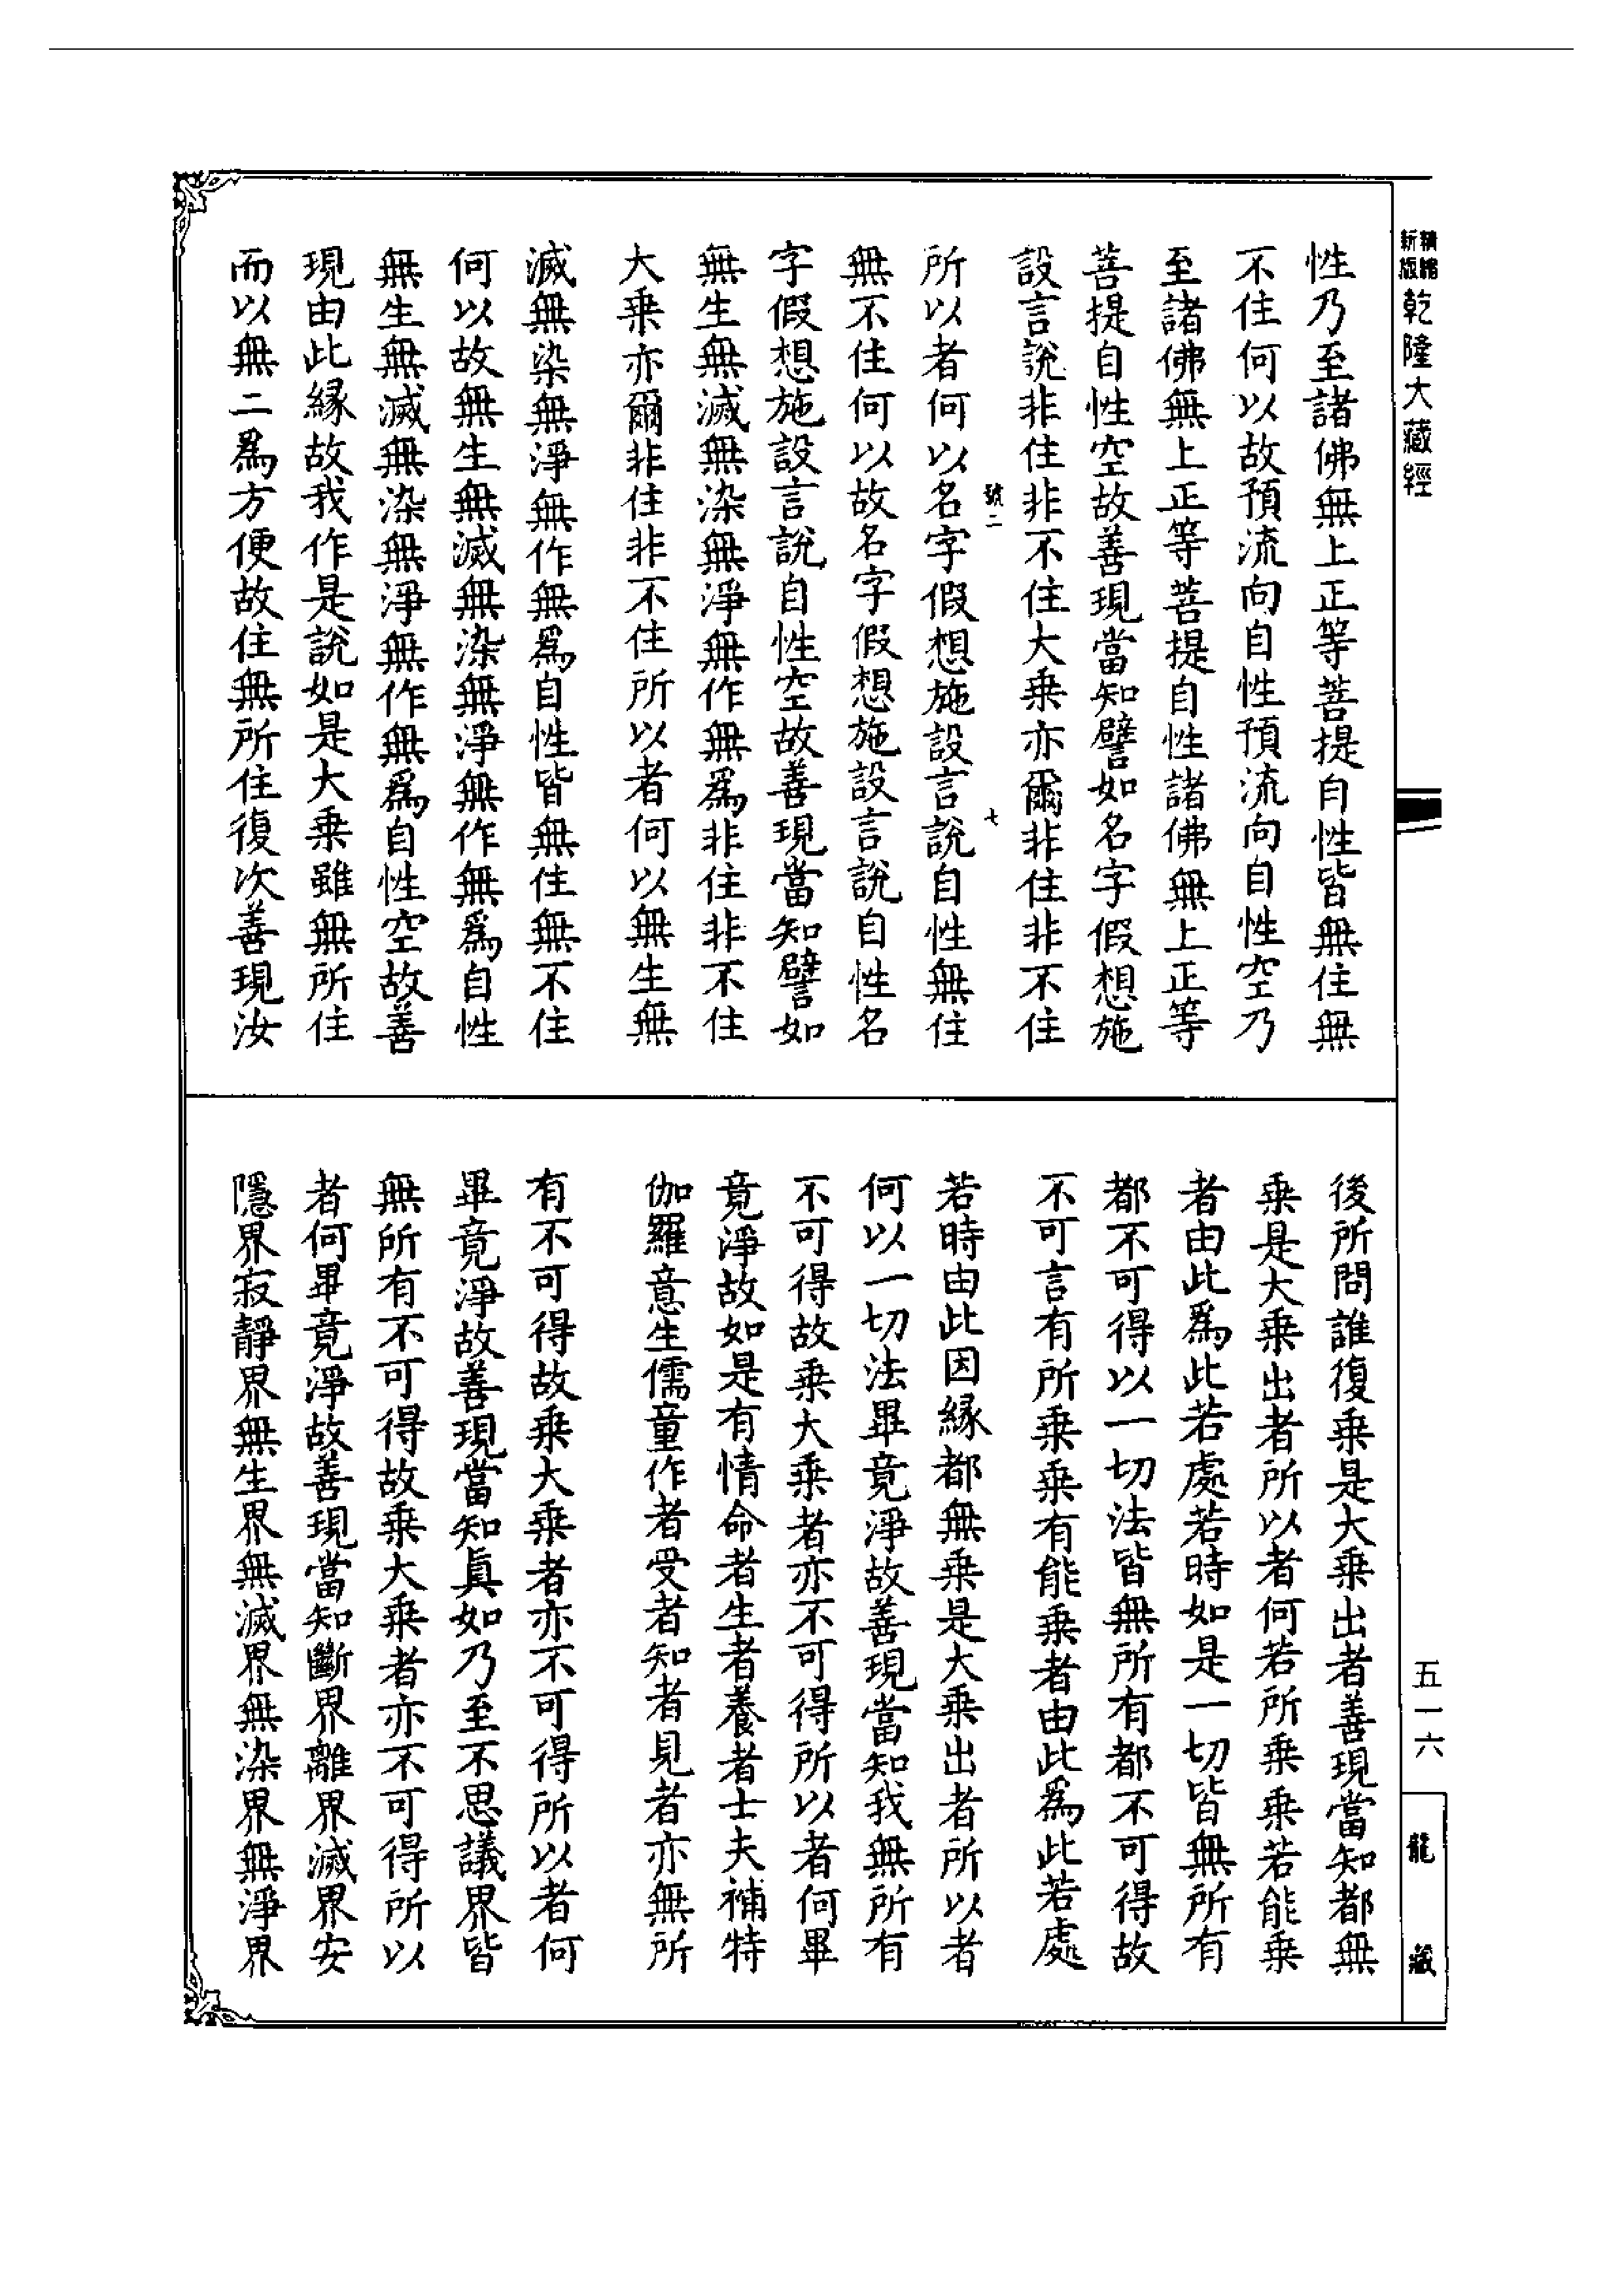 精縮新版乾隆大藏經
性乃至諸佛無上正等菩提自性皆無住無
不住何以故預流向自性預流向自性空乃
至諸佛無上正等菩提自性諸佛無上正等
菩提自性空故善現當知譬如名字假想施
設言說非住非不住大乘亦爾非住非不住
號二 七
所以者何以名字假想施設言說自性無住
無不住何以故名字假想施設言說自性名
字假想施設言說自性空故善現當知譬如
無生無滅無染無淨無作無爲非住非不住
大乘亦爾非住非不住所以者何以無生無
滅無染無淨無作無爲自性皆無住無不住
何以故無生無滅無染無淨無作無爲自性
無生無滅無染無淨無作無爲自性空故善
現由此緣故我作是說如是大乘雖無所住
而以無二爲方便故住無所住復次善現汝
後所問誰復乘是大乘出者善現當知都無
乘是大乘出者所以者何若所乘乘若能乘
者由此爲此若處若時如是一切皆無所有
都不可得以一切法皆無所有都不可得故
不可言有所乘乘有能乘者由此爲此若處
若時由此因緣都無乘是大乘出者所以者
何以一切法畢竟淨故善現當知我無所有
不可得故乘大乘者亦不可得所以者何畢
竟淨故如是有情命者生者養者士夫補特
伽羅意生儒童作者受者知者見者亦無所
有不可得故乘大乘者亦不可得所以者何
畢竟淨故善現當知眞如乃至不思議界皆
無所有不可得故乘大乘者亦不可得所以
者何畢竟淨故善現當知斷界離界滅界安
隱界寂靜界無生界無滅界無染界無淨界
五一六
龍藏